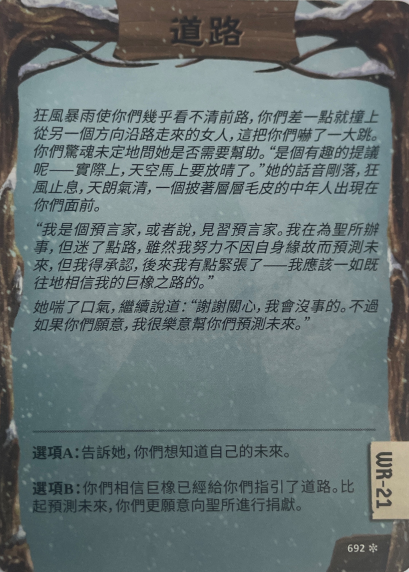 道路
狂風暴雨使你們幾乎看不清前路，你們差一點就撞上
從另一個方向沿路走來的女人，這把你們嚇了一大跳。
你們驚魂未定地問她是否需要幫助。“是個有趣的提議
呢——實際上，天空馬上要放晴了。”她的話音剛落，狂
風止息，天朗氣清，一個披著層層毛皮的中年人出現在
你們面前。
“我是個預言家，或者說，見習預言家。我在為聖所辦
事，但迷了點路，雖然我努力不因自身緣故而預測未
來，但我得承認，後來我有點緊張了——我應該一如既
往地相信我的巨橡之路的。”
她喘了口氣，繼續說道：“謝謝關心，我會沒事的。不過
如果你們願意，我很樂意幫你們預測未來。”
選項A：告訴她，你們想知道自己的未來。
選項B：你們相信巨橡已經給你們指引了道路。比
起預測未來，你們更願意向聖所進行捐獻。
WR-21
692 ✻